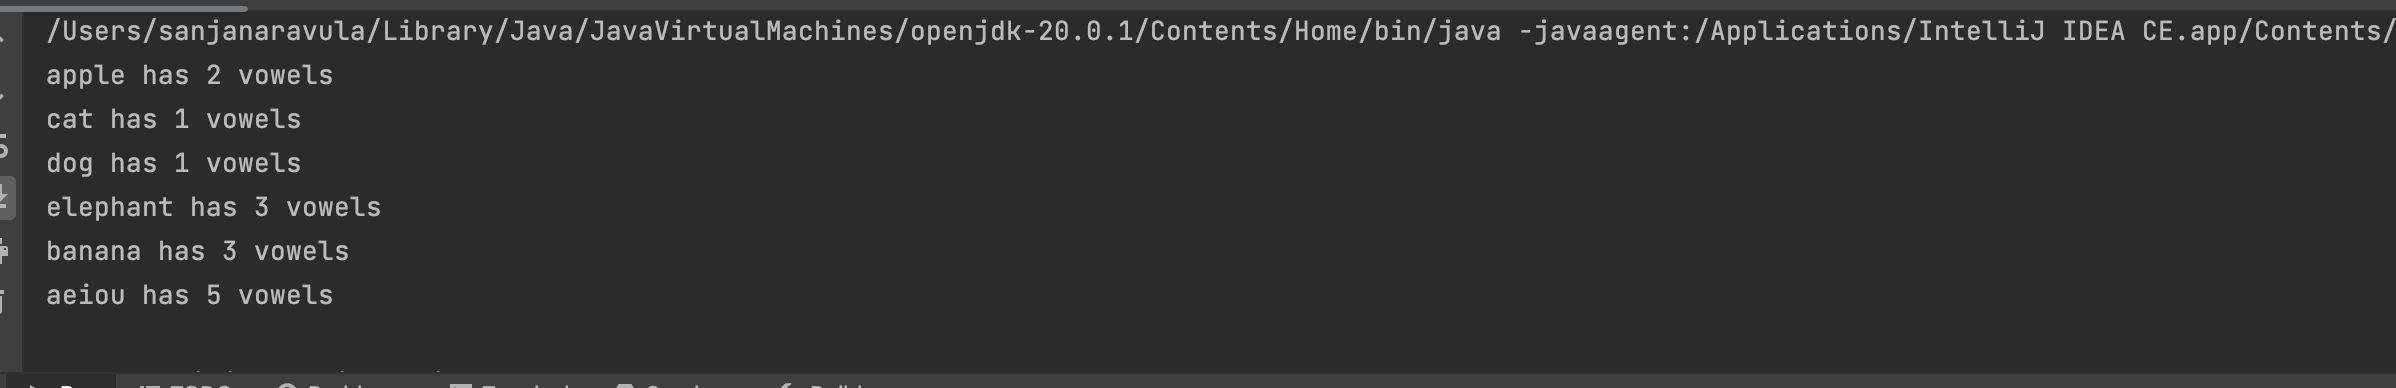 /Users/sanjanaravula/Library/Java/JavaVirtualMachines/openjdk-20.0.1/Contents/Home/bin/java -javaagent:/Applications/IntelliJ IDEA CE.app/Contents/
apple has 2 vowels
cat has 1 vowels
dog has 1 vowels
elephant has 3 vowels
banana has 3 vowels
aeiou has 5 vowels